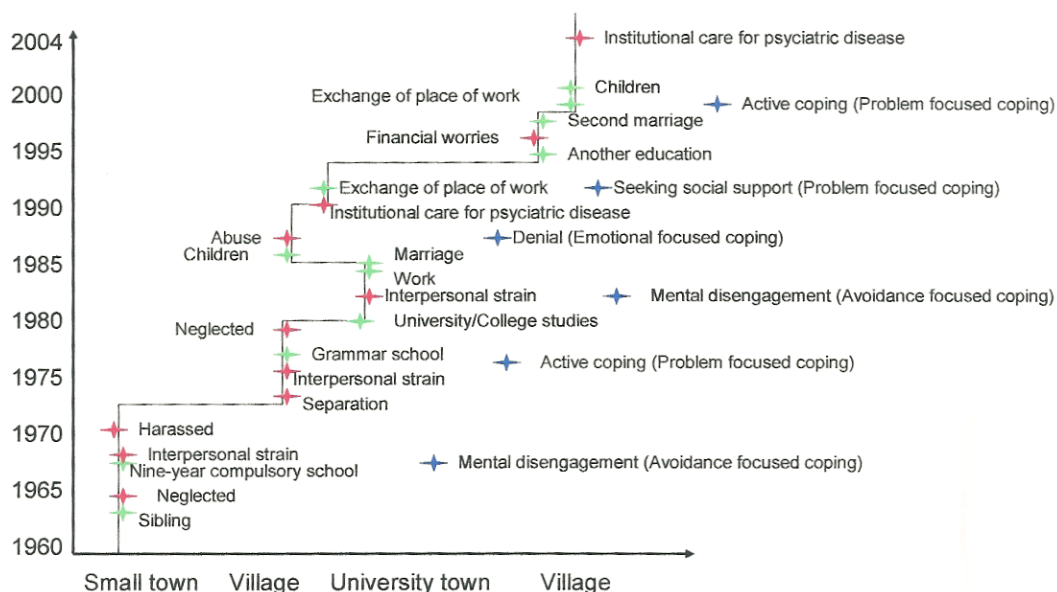 2004
Institutional care for psyciatric disease
Children
2000
Exchange of place of work
Active coping (Problem focused coping)
Second marriage
Financial worries
1995
Another education
Exchange of place of work
Seeking social support (Problem focused coping)
1990
Institutional care for psyciatric disease
Abuse
Denial (Emotional focused coping)
Children
Marriage
1985
Work
Interpersonal strain
Mental disengagement (Avoidance focused coping)
1980
University/College studies
Neglected
Grammar school
Active coping (Problem focused coping)
1975
Interpersonal strain
Separation
1970
Harassed
Interpersonal strain
Nine-year compulsory school
Mental disengagement (Avoidance focused coping)
1965
Neglected
Sibling
1960
Small town Village University town Village